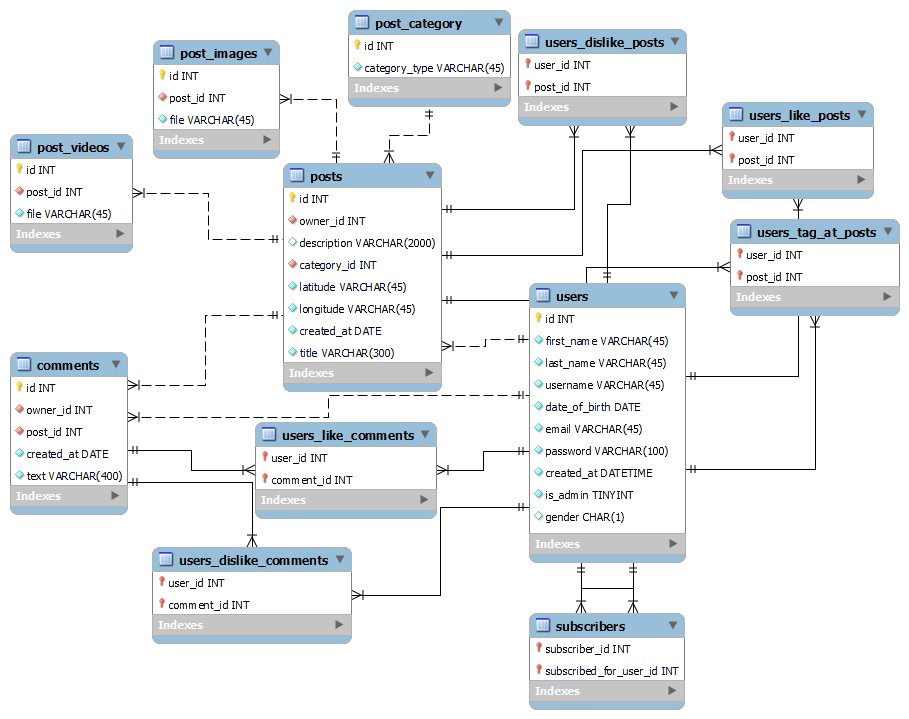 post_category
id INT
category_type VARCHAR(45)
Indexes
post_images
id INT
post_id INT
file VARCHAR(45)
Indexes
users_dislike_posts
user_id INT
post_id INT
Indexes
users_like_posts
user_id INT
post_id INT
Indexes
post_videos
id INT
post_id INT
file VARCHAR(45)
Indexes
posts
id INT
owner_id INT
description VARCHAR(2000)
category_id INT
latitude VARCHAR(45)
longitude VARCHAR(45)
created_at DATE
title VARCHAR(300)
Indexes
users_tag_at_posts
user_id INT
post_id INT
Indexes
users
id INT
first_name VARCHAR(45)
last_name VARCHAR(45)
username VARCHAR(45)
date_of_birth DATE
email VARCHAR(45)
password VARCHAR(100)
created_at DATETIME
is_admin TINYINT
gender CHAR(1)
Indexes
comments
id INT
owner_id INT
post_id INT
created_at DATE
text VARCHAR(400)
Indexes
users_like_comments
user_id INT
comment_id INT
Indexes
users_dislike_comments
user_id INT
comment_id INT
Indexes
subscribers
subscriber_id INT
subscribed_for_user_id INT
Indexes